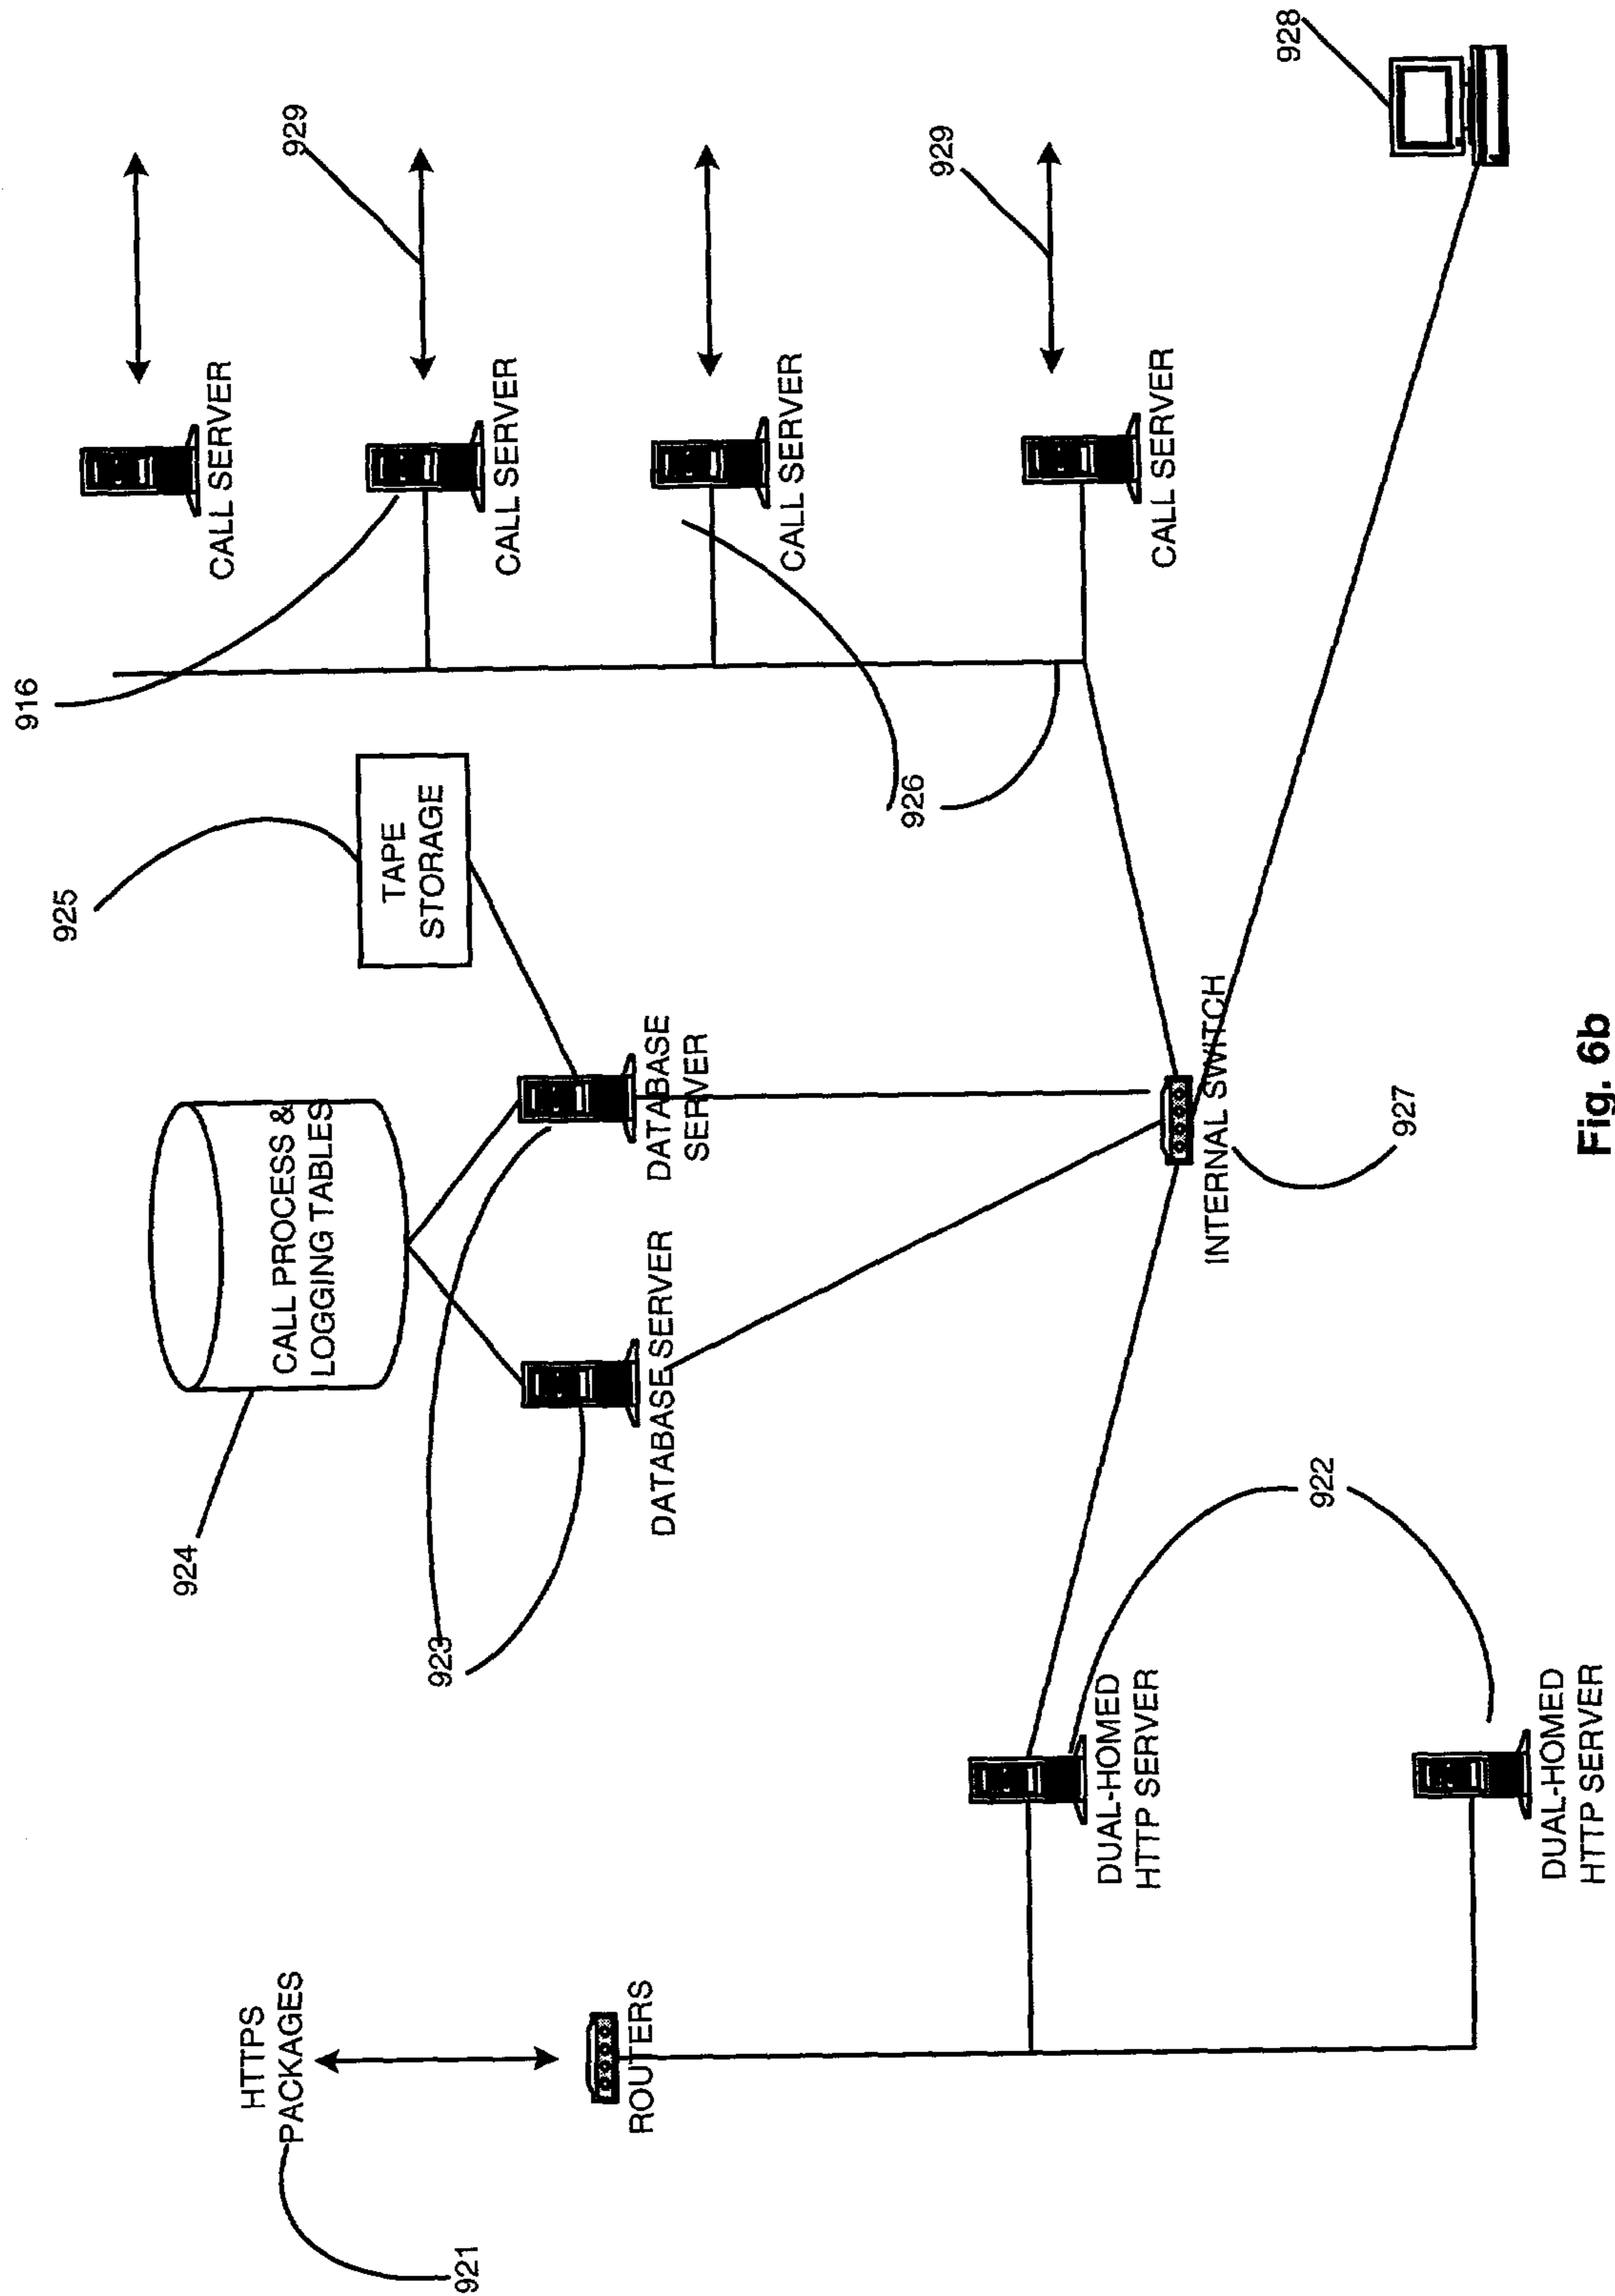 HTTPS
PACKAGES
921
ROUTERS
DUAL-HOMED
HTTP SERVER
DUAL-HOMED
HTTP SERVER
922
923
924
CALL PROCESS &
LOGGING TABLES
DATABASE SERVER
DATABASE
SERVER
925
TAPE
STORAGE
INTERNAL SWITCH
927
916
926
CALL SERVER
CALL SERVER
CALL SERVER
CALL SERVER
929
929
928
Fig. 6b